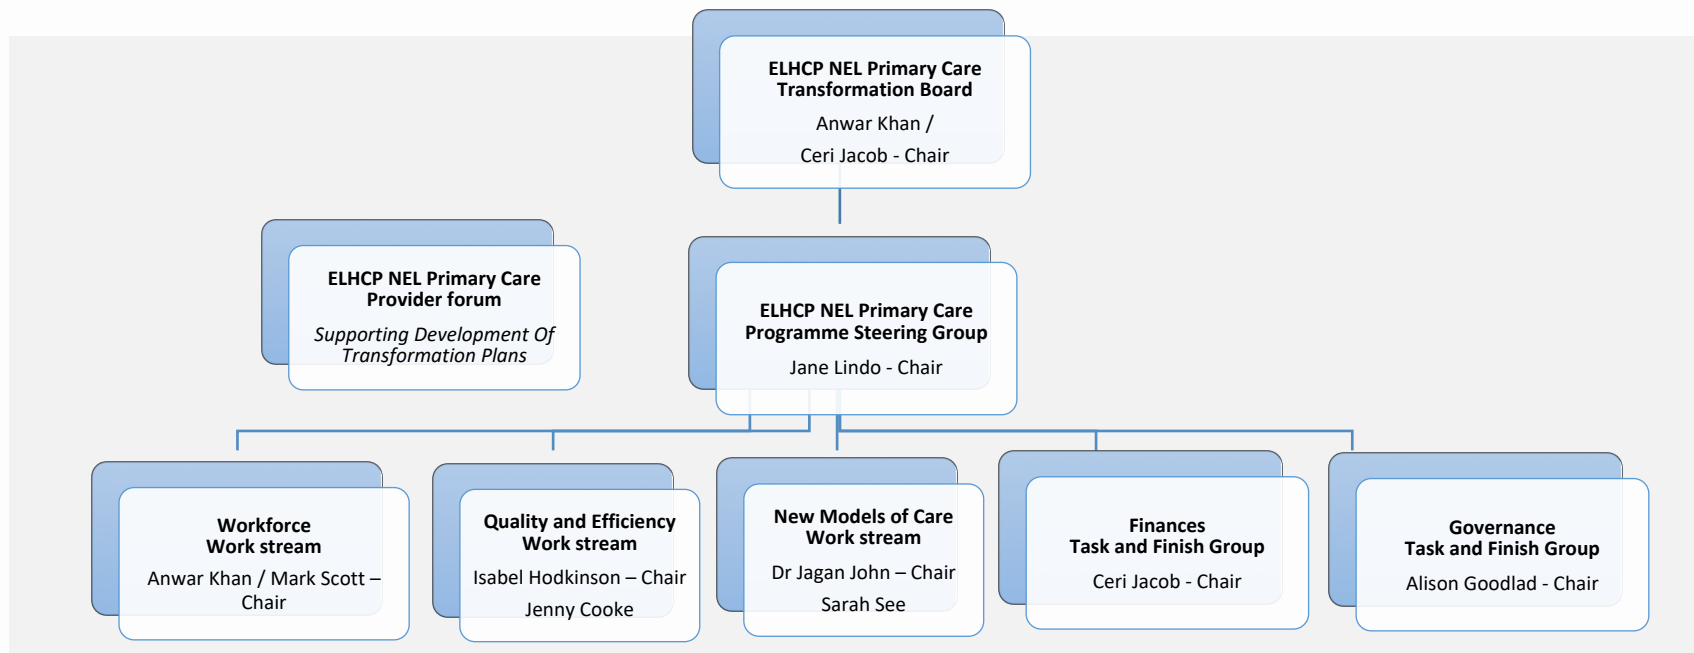 ELHCP NEL Primary Care
Transformation Board
Anwar Khan /
Ceri Jacob - Chair
ELHCP NEL Primary Care
Provider forum
Supporting Development Of
Transformation Plans
ELHCP NEL Primary Care
Programme Steering Group
Jane Lindo - Chair
Workforce
Work stream
Anwar Khan / Mark Scott –
Chair
Quality and Efficiency
Work stream
Isabel Hodkinson – Chair
Jenny Cooke
New Models of Care
Work stream
Dr Jagan John – Chair
Sarah See
Finances
Task and Finish Group
Ceri Jacob - Chair
Governance
Task and Finish Group
Alison Goodlad - Chair